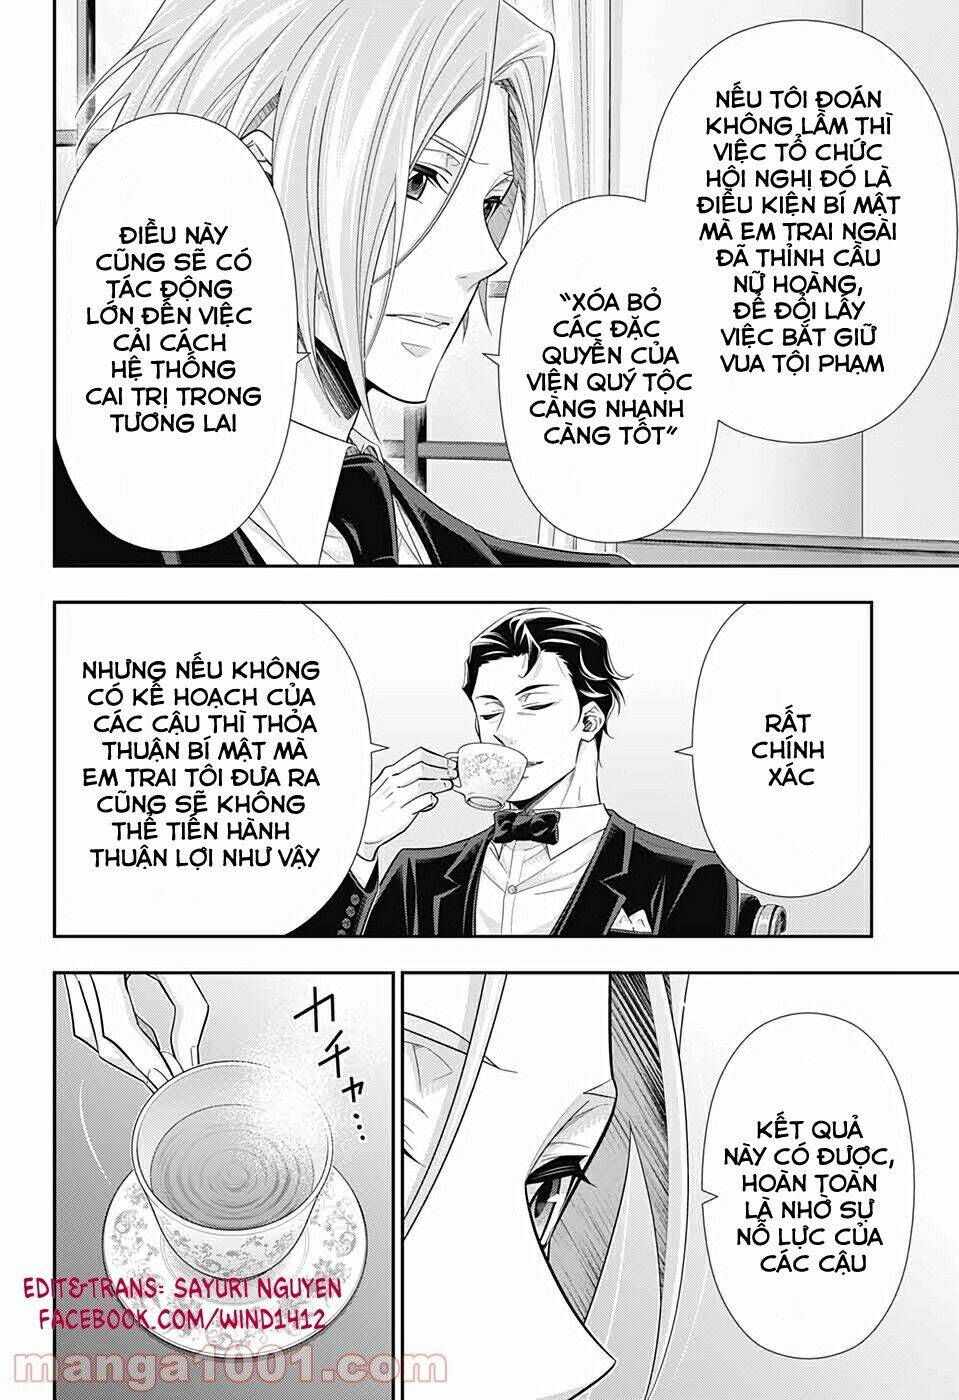 NẾU TÔI ĐOÁN
KHÔNG LẦM THÌ
VIỆC TỔ CHỨC
HỘI NGHỊ ĐÓ LÀ
ĐIỀU KIỆN BÍ MẬT
MÀ EM TRAI NGÀI
ĐÃ THỈNH CẦU
NỮ HOÀNG,
ĐỂ ĐỔI LẤY
VIỆC BẮT GIỮ
VUA TỘI PHẠM
"XÓA BỎ
CÁC ĐẶC
QUYỀN CỦA
VIỆN QUÝ TỘC
CÀNG NHANH
CÀNG TỐT"
ĐIỀU NÀY
CŨNG SẼ CÓ
TÁC ĐỘNG
LỚN ĐẾN VIỆC
CẢI CÁCH
HỆ THỐNG
CAI TRỊ TRONG
TƯƠNG LAI
RẤT
CHÍNH
XÁC
NHƯNG NẾU KHÔNG
CÓ KẾ HOẠCH CỦA
CÁC CẬU THÌ THỎA
THUẬN BÍ MẬT MÀ
EM TRAI TÔI ĐƯA RA
CŨNG SẼ KHÔNG
THỂ TIẾN HÀNH
THUẬN LỢI NHƯ VẬY
KẾT QUẢ
NÀY CÓ ĐƯỢC,
HOÀN TOÀN
LÀ NHỜ SỰ
NỖ LỰC CỦA
CÁC CẬU
カチャ…
EDIT&TRANS: SAYURI NGUYEN
FACEBOOK.COM/WIND1412
manga1001.com